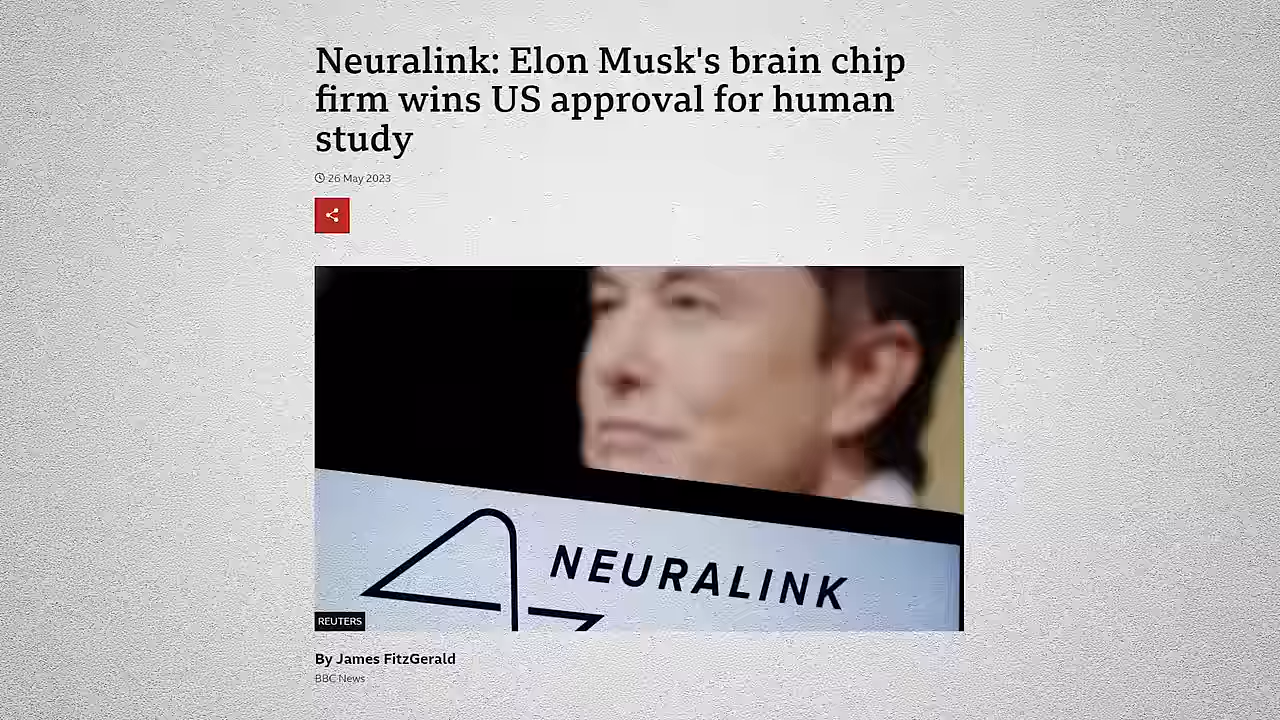 Neuralink: Elon Musk's brain chip
firm wins US approval for human
study
26 May 2023
NEURALINK
REUTERS
By James FitzGerald
BBC News